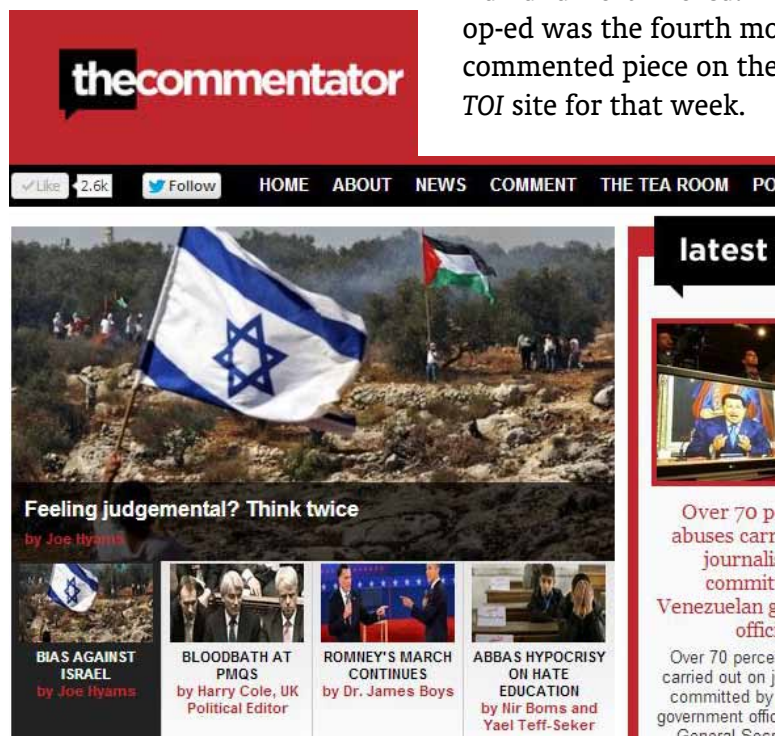 op-ed was the fourth mo
commented piece on the
TOI site for that week.
thecommentator
Like 2.6k Follow HOME ABOUT NEWS COMMENT THE TEA ROOM PO
Feeling judgemental? Think twice
by Joe Hyams
BIAS AGAINST
ISRAEL
by Joe Hyams
BLOODBATH AT
PMQS
by Harry Cole, UK
Political Editor
ROMNEY'S MARCH
CONTINUES
by Dr. James Boys
ABBAS HYPOCRISY
ON HATE
EDUCATION
by Nir Boms and
Yael Teff-Seker
latest
Over 70 p
abuses carr
journali
commit
Venezuelan g
offic
Over 70 perce
carried out on j
committed by
government offic